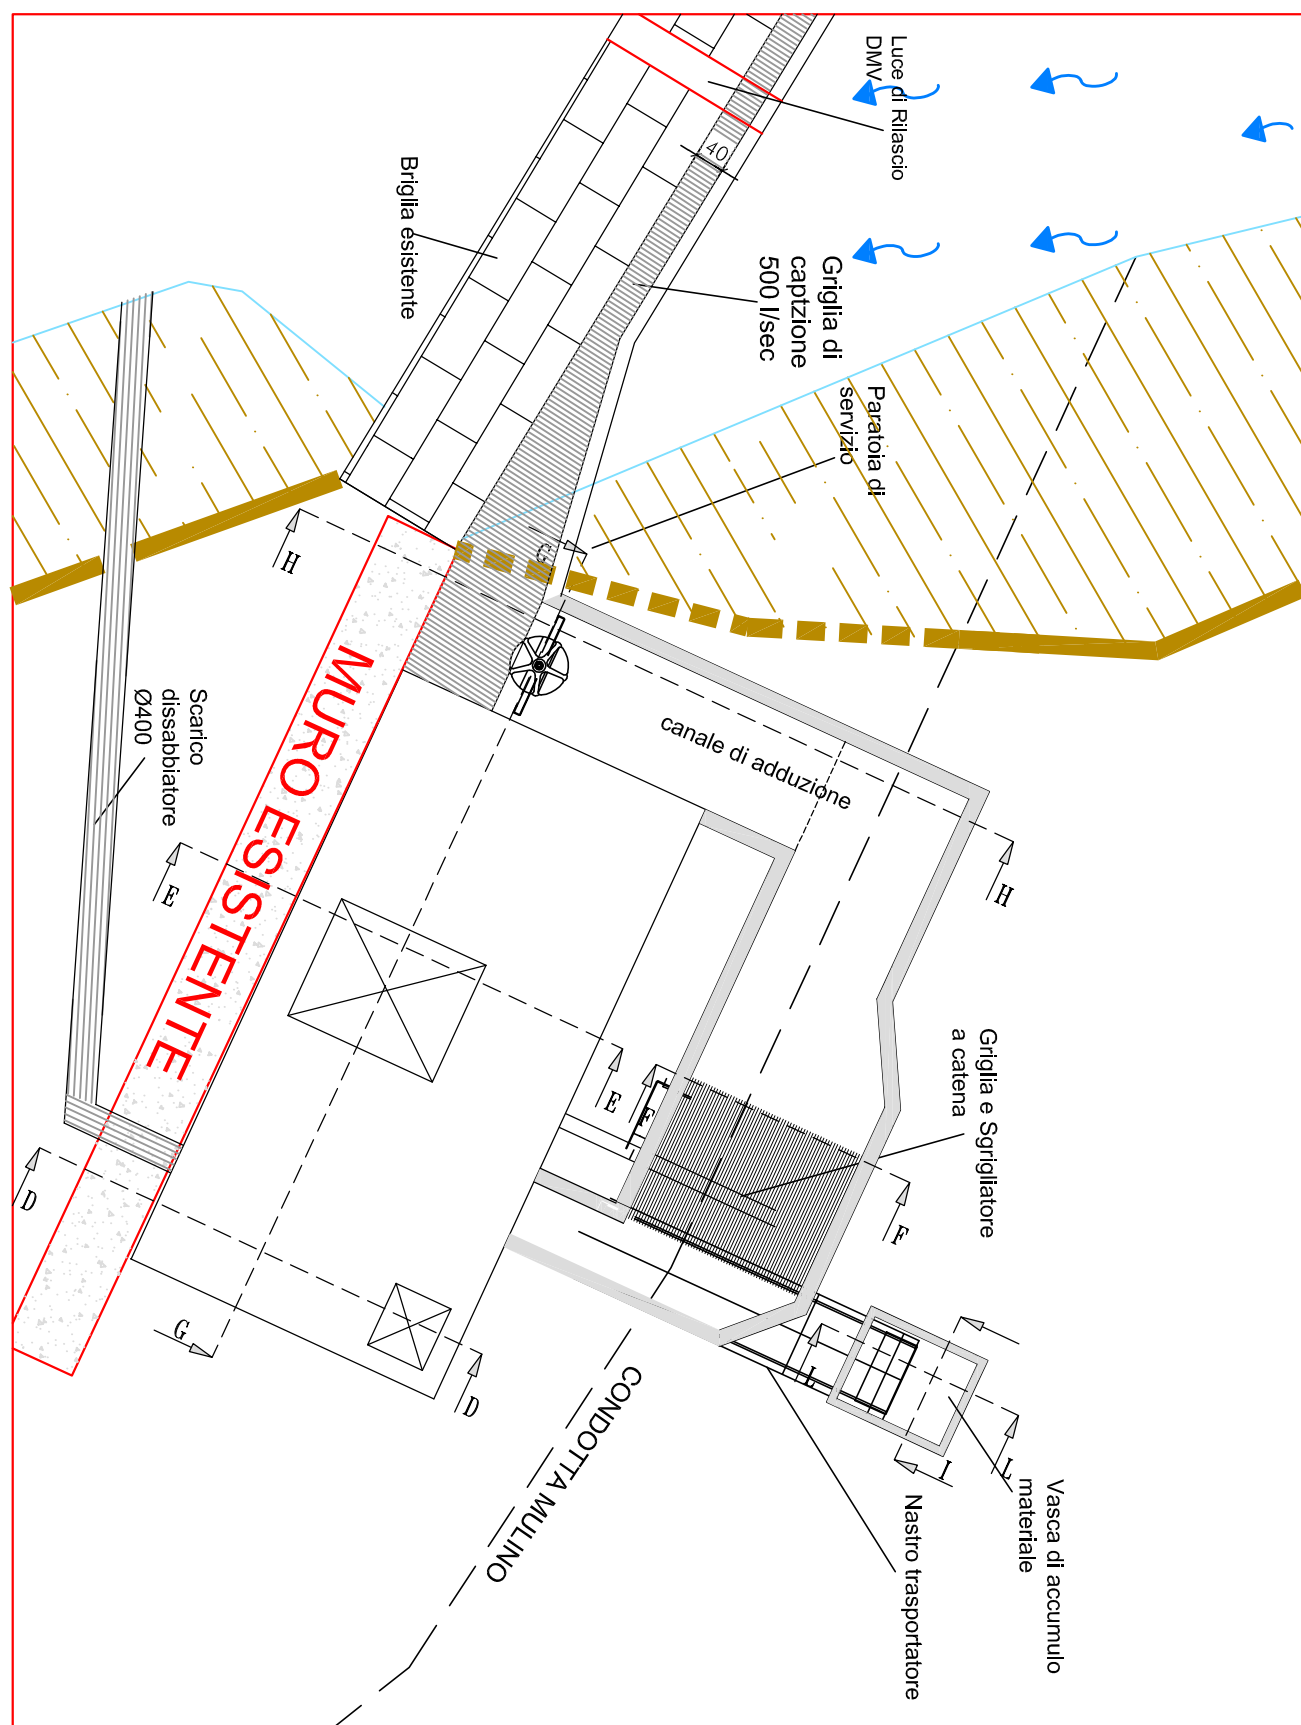 Luce di Rilascio
DMV
40
Briglia esistente
Griglia di
captzione
500 l/sec
Paratoia di
servizio
G
H
MURO ESISTENTE
canale di adduzione
Scarico
dissabbiatore
Ø400
E
H
Griglia e Sgrigliatore
a catena
E
F
D
F
G
D
L
CONDOTTA MULINO
I
L
Vasca di accumulo
materiale
Nastro trasportatore